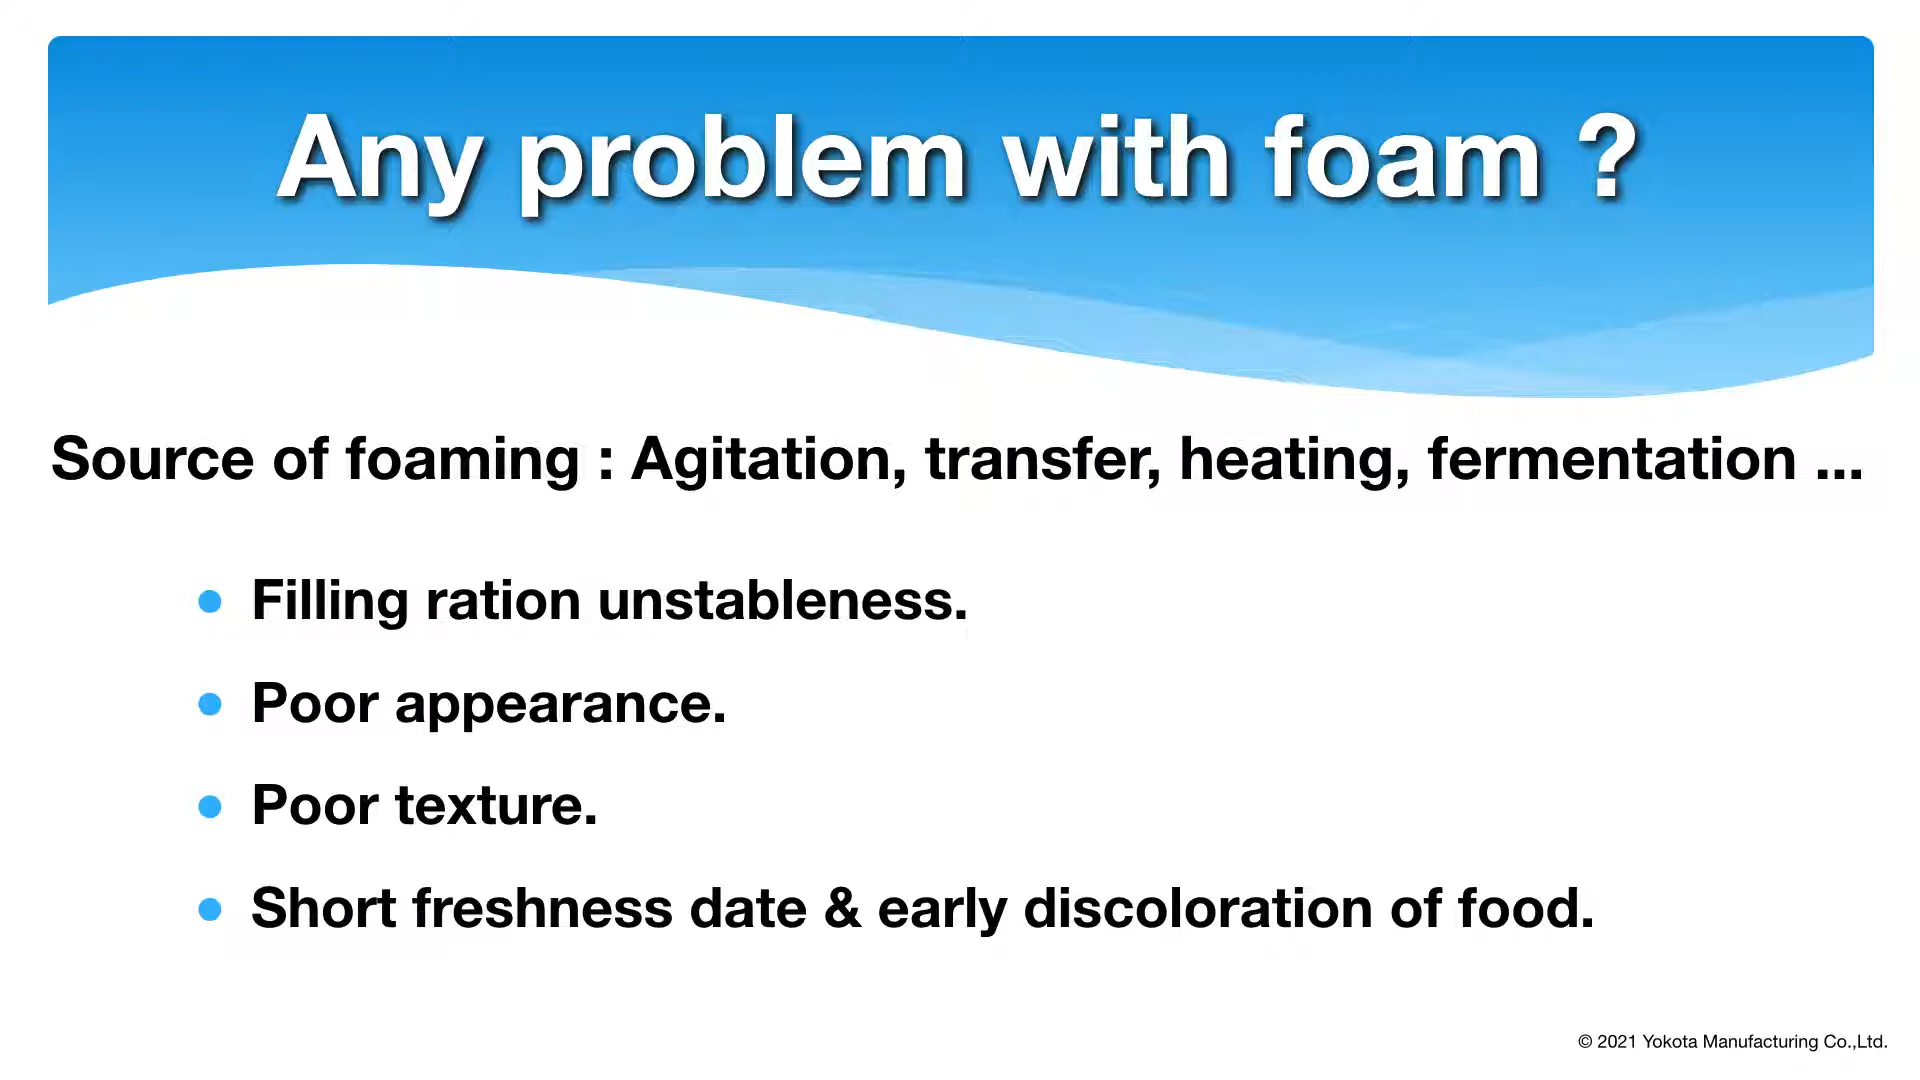 Any problem with foam ?
Source of foaming : Agitation, transfer, heating, fermentation ...
• Filling ration unstableness.
• Poor appearance.
• Poor texture.
• Short freshness date & early discoloration of food.
© 2021 Yokota Manufacturing Co.,Ltd.